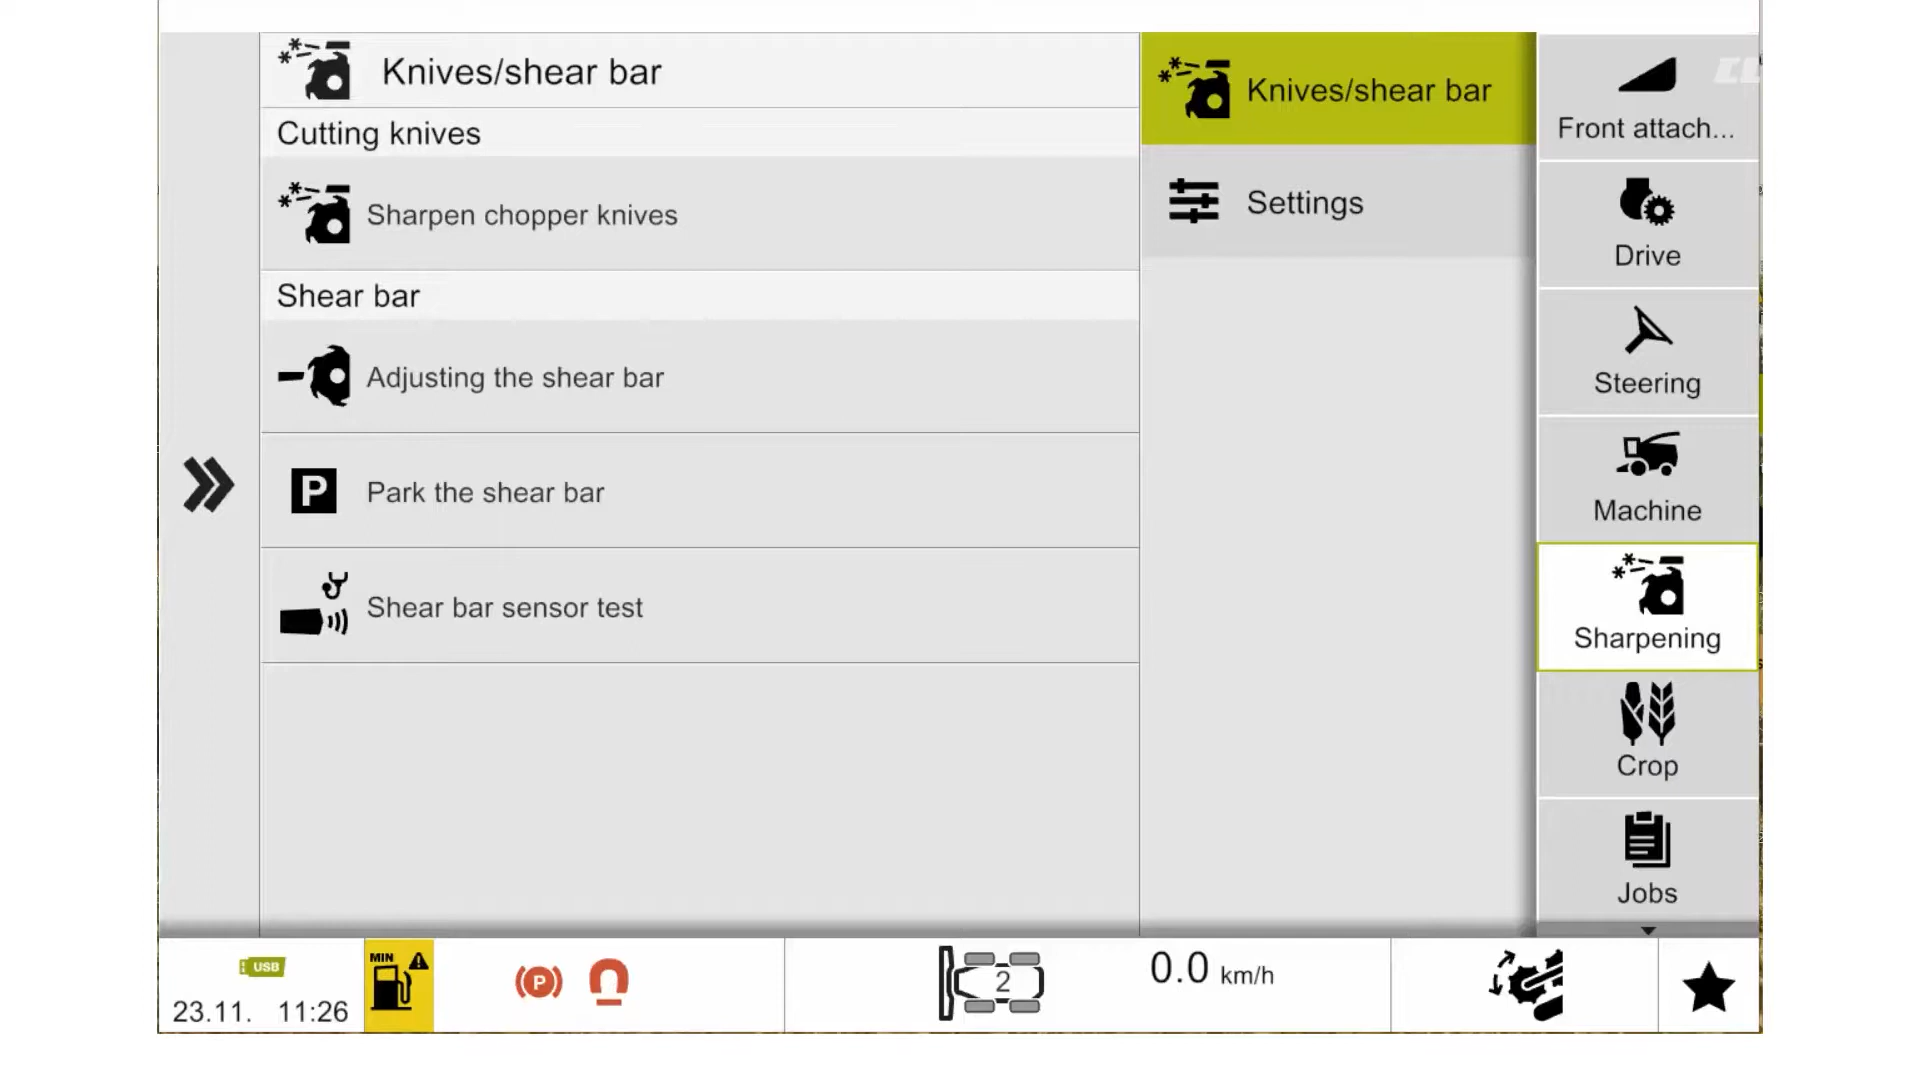 Knives/shear bar
Cutting knives
Sharpen chopper knives
Shear bar
Adjusting the shear bar
P
Park the shear bar
Shear bar sensor test
Knives/shear bar
Settings
Front attach...
Drive
Steering
Machine
Sharpening
Crop
Jobs
USB
23.11. 11:26
MIN
P
2
0.0 km/h